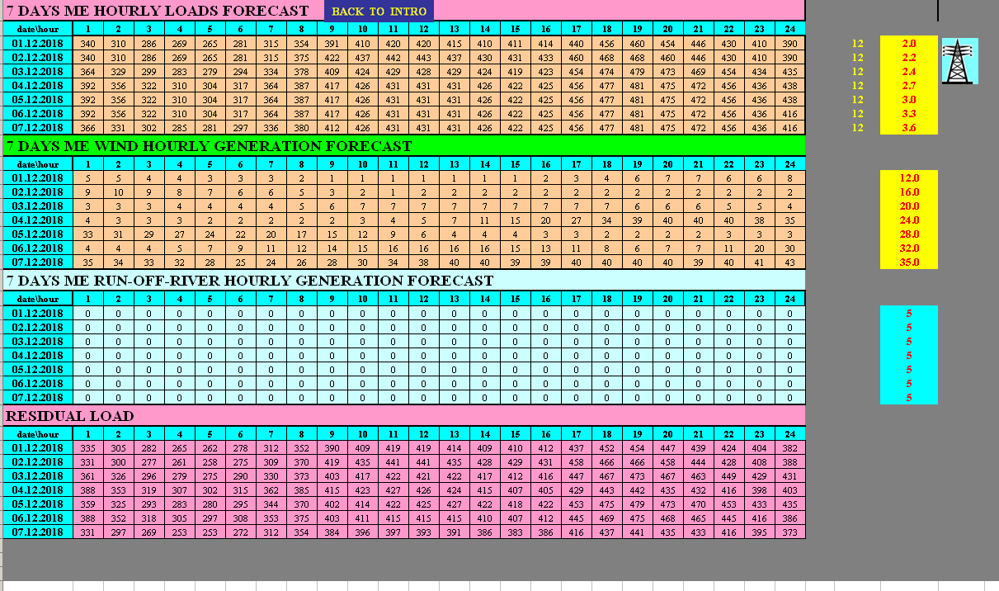 7 DAYS ME HOURLY LOADS FORECAST BACK TO INTRO
date\hour 1 2 3 4 5 6 7 8 9 10 11 12 13 14 15 16 17 18 19 20 21 22 23 24
01.12.2018 340 310 286 269 265 281 315 354 391 410 420 420 415 410 411 414 440 456 460 454 446 430 410 390 12 2.0
02.12.2018 340 310 286 269 265 281 315 375 422 437 442 443 437 430 431 433 460 468 468 460 446 430 410 390 12 2.2
03.12.2018 364 329 299 283 279 294 334 378 409 424 429 428 429 424 419 423 454 474 479 473 469 454 434 435 12 2.4
04.12.2018 392 356 322 310 304 317 364 387 417 426 431 431 431 426 422 425 456 477 481 475 472 456 436 438 12 2.7
05.12.2018 392 356 322 310 304 317 364 387 417 426 431 431 431 426 422 425 456 477 481 475 472 456 436 438 12 3.0
06.12.2018 392 356 322 310 304 317 364 387 417 426 431 431 431 426 422 425 456 477 481 475 472 456 436 416 12 3.3
07.12.2018 366 331 302 285 281 297 336 380 412 426 431 431 431 426 422 425 456 477 481 475 472 456 436 416 12 3.6
7 DAYS ME WIND HOURLY GENERATION FORECAST
date\hour 1 2 3 4 5 6 7 8 9 10 11 12 13 14 15 16 17 18 19 20 21 22 23 24
01.12.2018 5 5 4 4 3 3 3 2 1 1 1 1 1 1 1 2 3 4 6 7 7 6 6 8 12.0
02.12.2018 9 10 9 8 7 6 6 5 3 2 1 2 2 2 2 2 2 2 2 2 2 2 2 2 16.0
03.12.2018 3 3 3 4 4 4 4 5 6 7 7 7 7 7 7 7 7 7 6 6 6 5 5 4 20.0
04.12.2018 4 3 3 3 2 2 2 2 2 3 4 5 7 11 15 20 27 34 39 40 40 40 38 35 24.0
05.12.2018 33 31 29 27 24 22 20 17 15 12 9 6 4 4 4 3 3 2 2 2 2 3 3 3 28.0
06.12.2018 4 4 4 5 7 9 11 12 14 15 16 16 16 16 15 13 11 8 6 7 7 11 20 30 32.0
07.12.2018 35 34 33 32 28 25 24 26 28 30 34 38 40 40 39 39 40 40 40 40 39 40 41 43 35.0
7 DAYS ME RUN-OFF-RIVER HOURLY GENERATION FORECAST
date\hour 1 2 3 4 5 6 7 8 9 10 11 12 13 14 15 16 17 18 19 20 21 22 23 24
01.12.2018 0 0 0 0 0 0 0 0 0 0 0 0 0 0 0 0 0 0 0 0 0 0 0 0 5
02.12.2018 0 0 0 0 0 0 0 0 0 0 0 0 0 0 0 0 0 0 0 0 0 0 0 0 5
03.12.2018 0 0 0 0 0 0 0 0 0 0 0 0 0 0 0 0 0 0 0 0 0 0 0 0 5
04.12.2018 0 0 0 0 0 0 0 0 0 0 0 0 0 0 0 0 0 0 0 0 0 0 0 0 5
05.12.2018 0 0 0 0 0 0 0 0 0 0 0 0 0 0 0 0 0 0 0 0 0 0 0 0 5
06.12.2018 0 0 0 0 0 0 0 0 0 0 0 0 0 0 0 0 0 0 0 0 0 0 0 0 5
07.12.2018 0 0 0 0 0 0 0 0 0 0 0 0 0 0 0 0 0 0 0 0 0 0 0 0 5
RESIDUAL LOAD
date\hour 1 2 3 4 5 6 7 8 9 10 11 12 13 14 15 16 17 18 19 20 21 22 23 24
01.12.2018 335 305 282 265 262 278 312 352 390 409 419 419 414 409 410 412 437 452 454 447 439 424 404 382
02.12.2018 331 300 277 261 258 275 309 370 419 435 441 441 435 428 429 431 458 466 466 458 444 428 408 388
03.12.2018 361 326 296 279 275 290 330 373 403 417 422 421 422 417 412 416 447 467 473 467 463 449 429 431
04.12.2018 388 353 319 307 302 315 362 385 415 423 427 426 424 415 407 405 429 443 442 435 432 416 398 403
05.12.2018 359 325 293 283 280 295 344 370 402 414 422 425 427 422 418 422 453 475 479 473 470 453 433 435
06.12.2018 388 352 318 305 297 308 353 375 403 411 415 415 415 410 407 412 445 469 475 468 465 445 416 386
07.12.2018 331 297 269 253 253 272 312 354 384 396 397 393 391 386 383 386 416 437 441 435 433 416 395 373